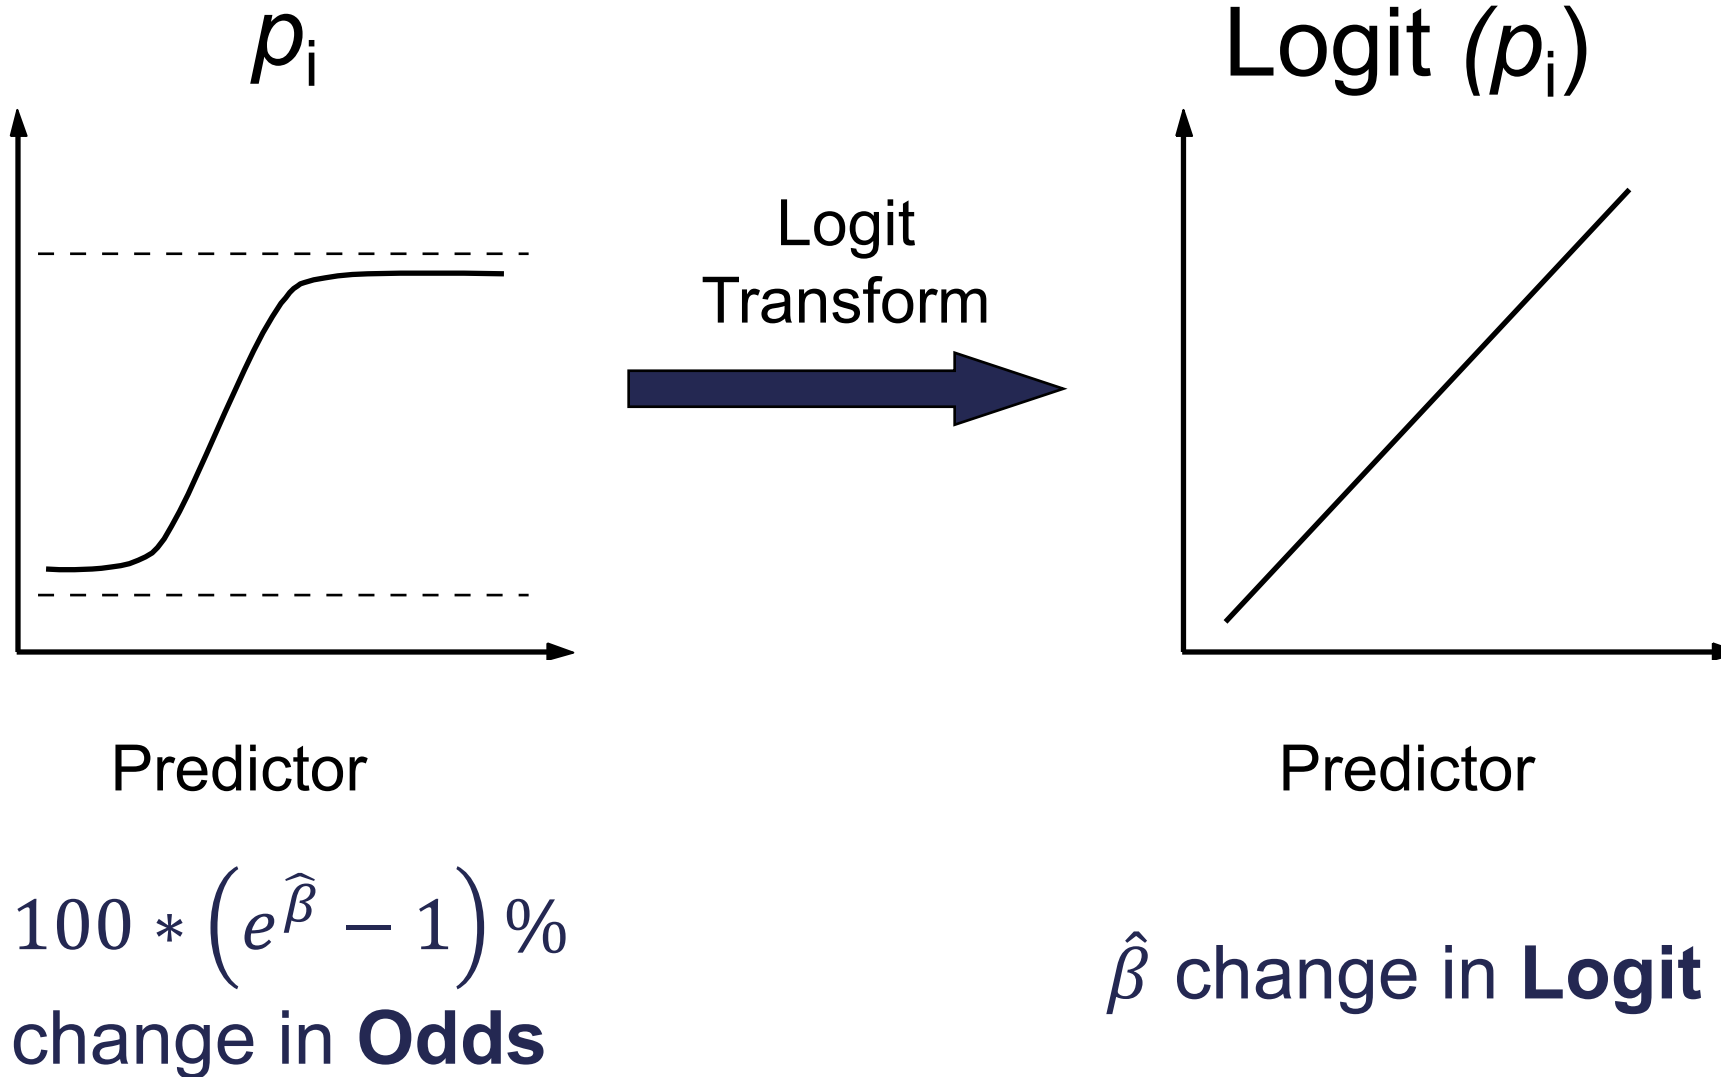 pᵢ
Logit (pᵢ)
Logit
Transform
Predictor
Predictor
100 * (e^β̂ − 1) %
change in Odds
β̂ change in Logit